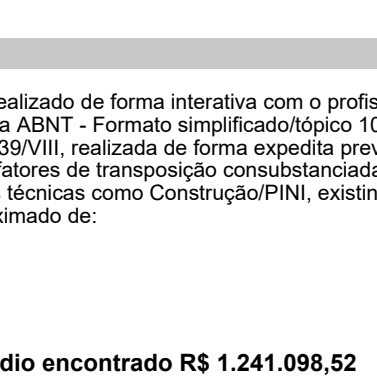 ealizado de forma interativa com o profis
a ABNT - Formato simplificado/tópico 10
39/VIII, realizada de forma expedita prev
fatores de transposição consubstanciada
técnicas como Construção/PINI, existin
ximado de:
dio encontrado R$ 1.241.098,52